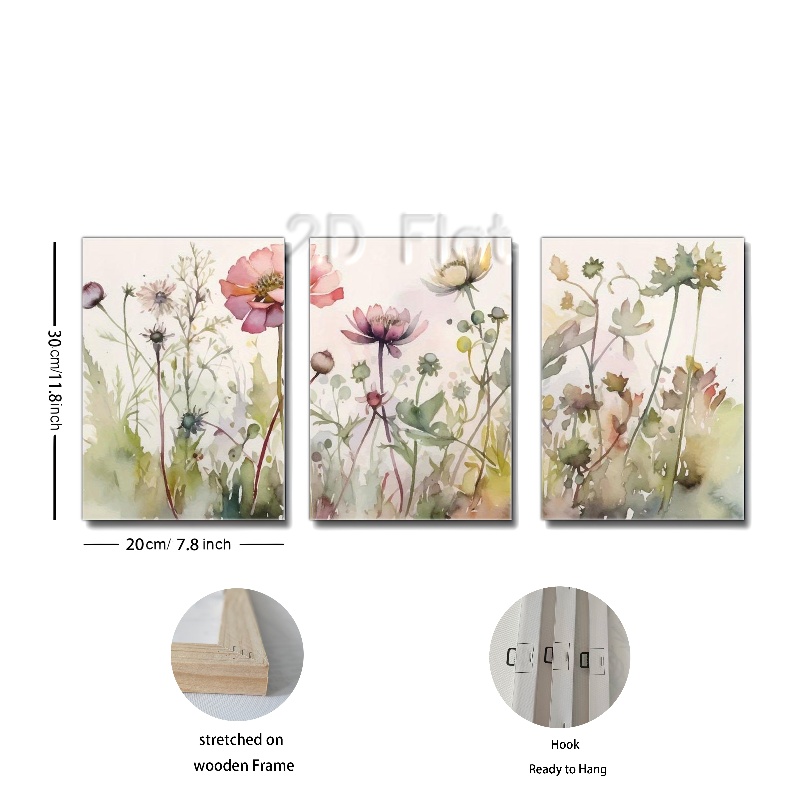 2D Flat
30cm/11.8inch
20cm/ 7.8 inch
stretched on
wooden Frame
Hook
Ready to Hang